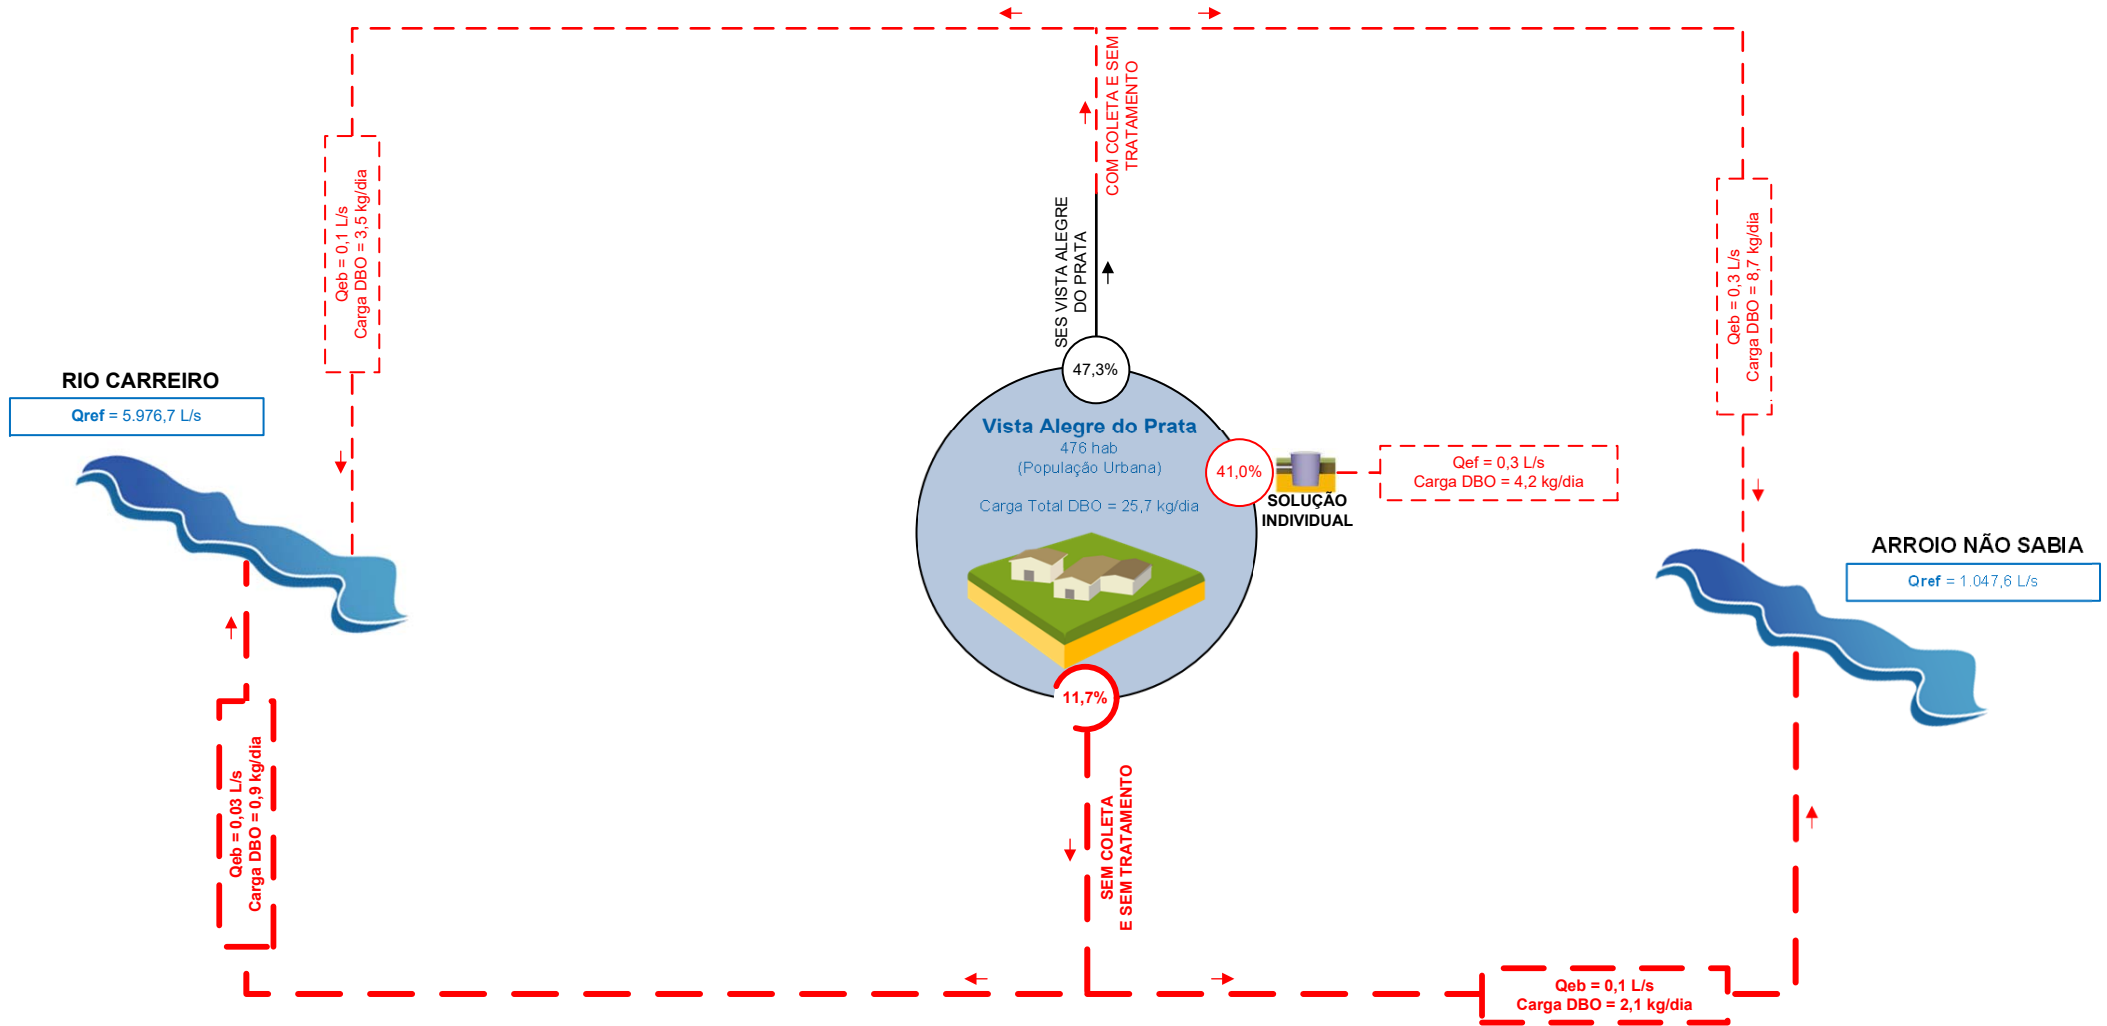 COM COLETA E SEM
TRATAMENTO
SES VISTA ALEGRE
DO PRATA
Qeb = 0,1 L/s
Carga DBO = 3,5 kg/dia
Qeb = 0,3 L/s
Carga DBO = 8,7 kg/dia
RIO CARREIRO
Qref = 5.976,7 L/s
47,3%
Vista Alegre do Prata
476 hab
(População Urbana)
Carga Total DBO = 25,7 kg/dia
41,0%
SOLUÇÃO
INDIVIDUAL
Qef = 0,3 L/s
Carga DBO = 4,2 kg/dia
ARROIO NÃO SABIA
Qref = 1.047,6 L/s
11,7%
SEM COLETA
E SEM TRATAMENTO
Qeb = 0,03 L/s
Carga DBO = 0,9 kg/dia
Qeb = 0,1 L/s
Carga DBO = 2,1 kg/dia